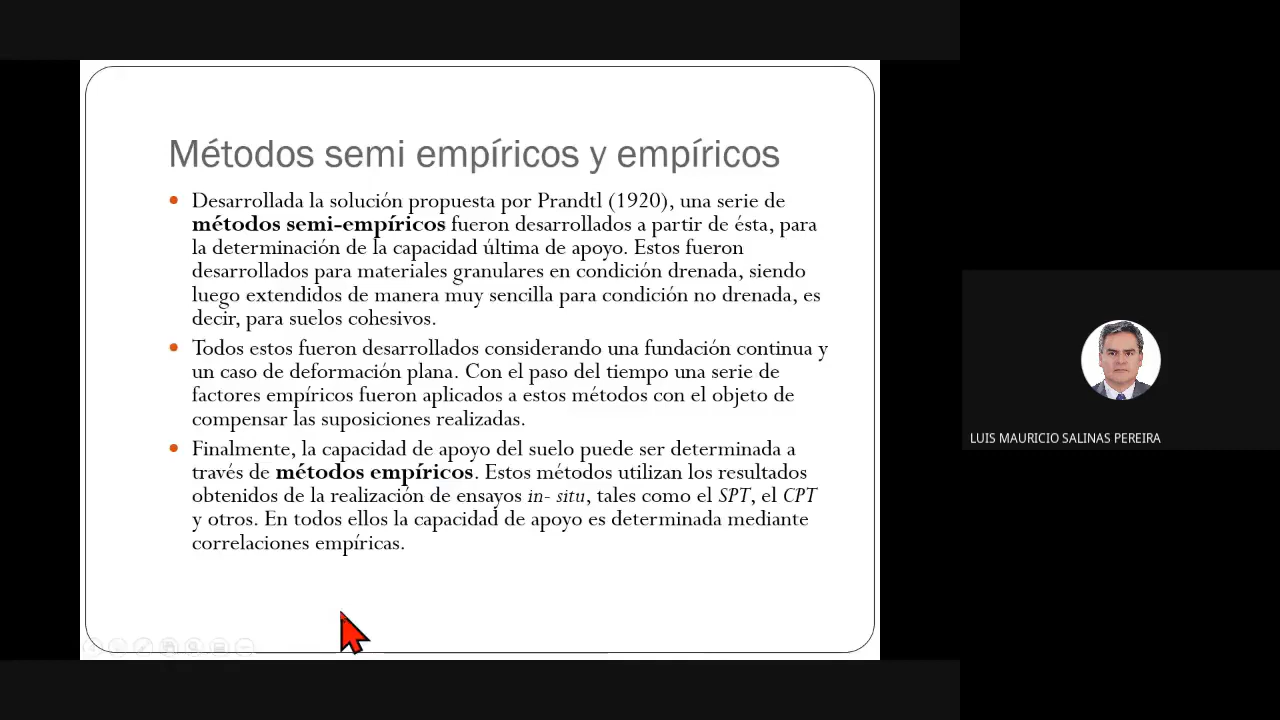 Métodos semi empíricos y empíricos
Desarrollada la solución propuesta por Prandtl (1920), una serie de
métodos semi-empíricos fueron desarrollados a partir de ésta, para
la determinación de la capacidad última de apoyo. Estos fueron
desarrollados para materiales granulares en condición drenada, siendo
luego extendidos de manera muy sencilla para condición no drenada, es
decir, para suelos cohesivos.
Todos estos fueron desarrollados considerando una fundación continua y
un caso de deformación plana. Con el paso del tiempo una serie de
factores empíricos fueron aplicados a estos métodos con el objeto de
compensar las suposiciones realizadas.
Finalmente, la capacidad de apoyo del suelo puede ser determinada a
través de métodos empíricos. Estos métodos utilizan los resultados
obtenidos de la realización de ensayos in- situ, tales como el SPT, el CPT
y otros. En todos ellos la capacidad de apoyo es determinada mediante
correlaciones empíricas.
LUIS MAURICIO SALINAS PEREIRA